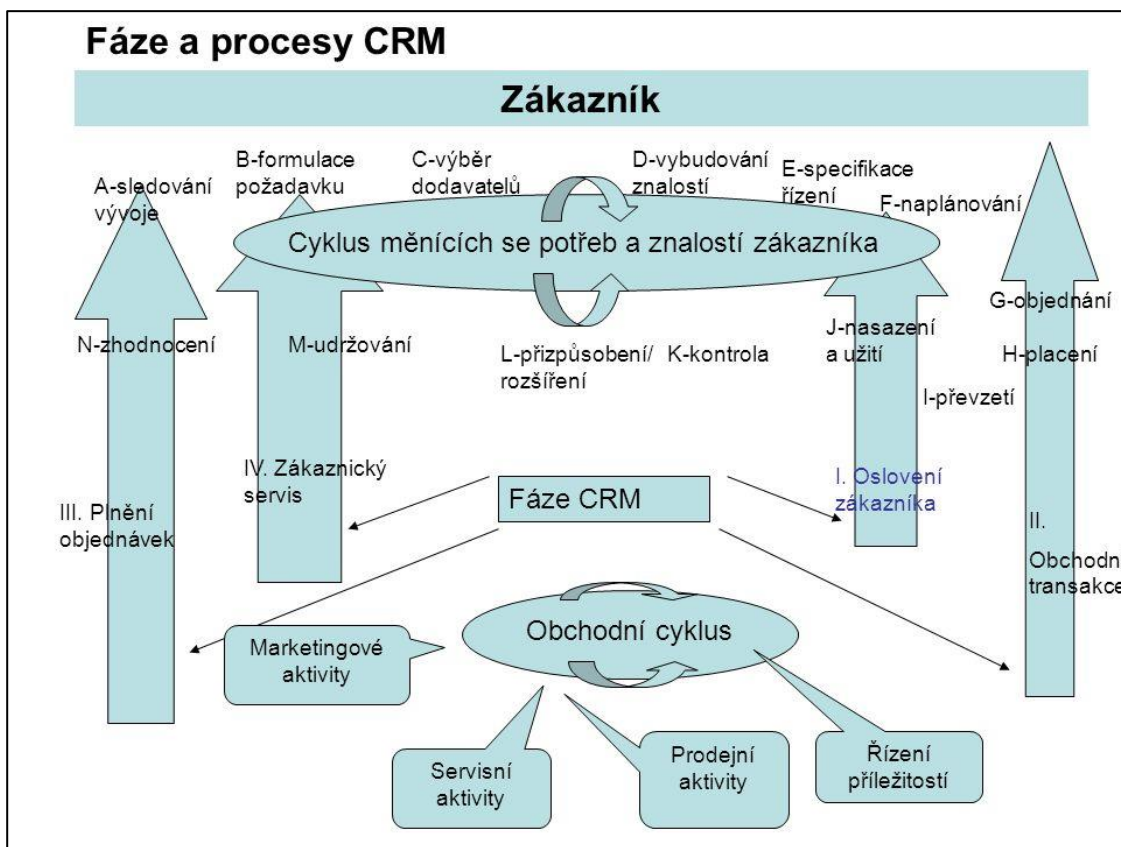 Fáze a procesy CRM
Zákazník
A-sledování
vývoje
B-formulace
požadavku
C-výběr
dodavatelů
D-vybudování
znalostí
E-specifikace
řízení
F-naplánování
Cyklus měnících se potřeb a znalostí zákazníka
G-objednání
N-zhodnocení
M-udržování
L-přizpůsobení/
rozšíření
K-kontrola
J-nasazení
a užití
H-placení
I-převzetí
IV. Zákaznický
servis
I. Oslovení
zákazníka
Fáze CRM
III. Plnění
objednávek
II.
Obchodn
transakce
Obchodní cyklus
Marketingové
aktivity
Servisní
aktivity
Prodejní
aktivity
Řízení
příležitostí